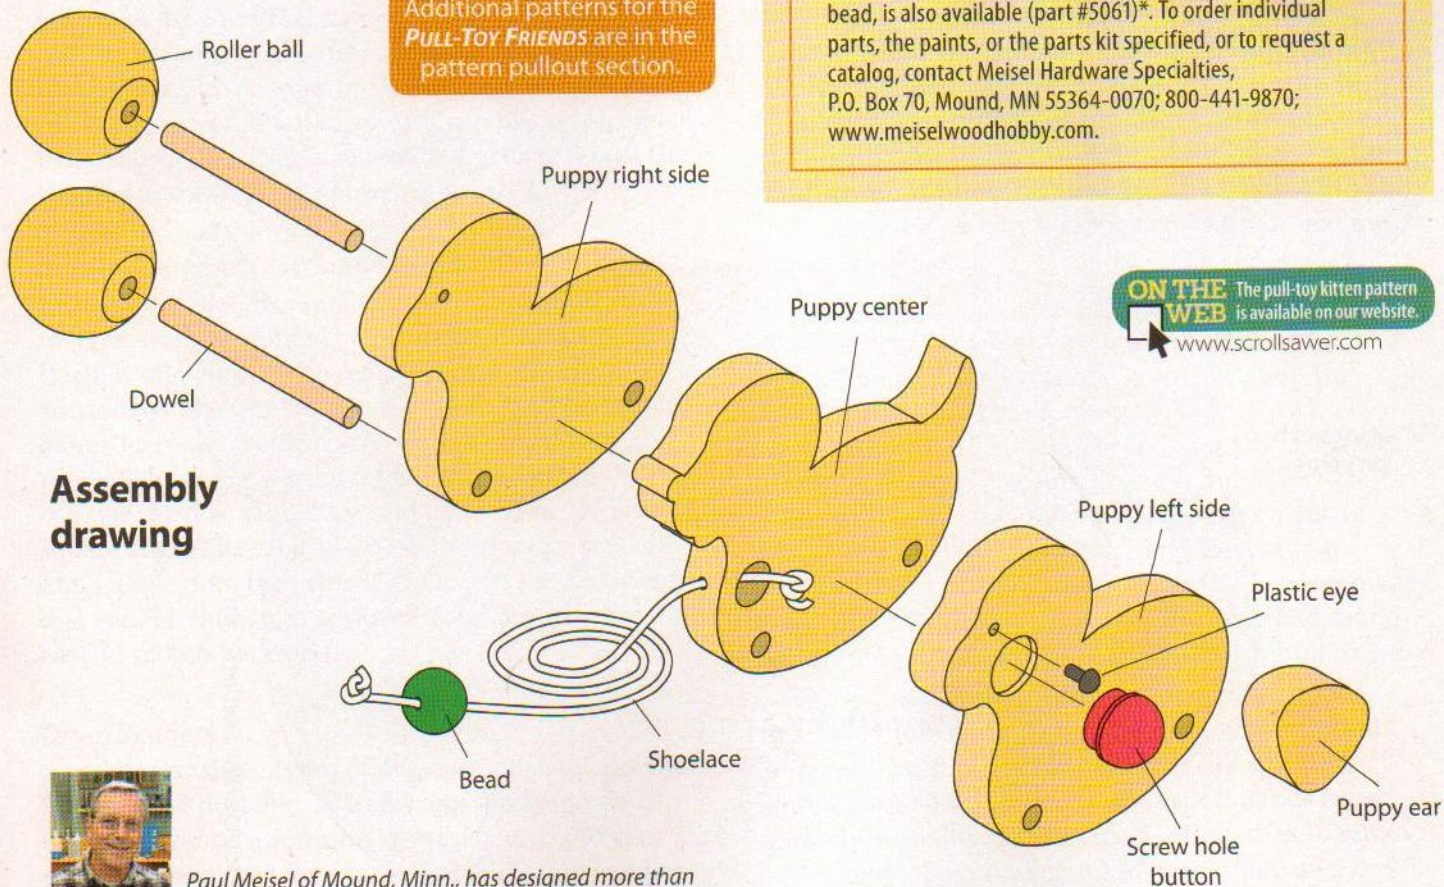 Additional patterns for the
PULL-TOY FRIENDS are in the
pattern pullout section.
bead, is also available (part #5061)*. To order individual
parts, the paints, or the parts kit specified, or to request a
catalog, contact Meisel Hardware Specialties,
P.O. Box 70, Mound, MN 55364-0070; 800-441-9870;
www.meiselwoodhobby.com.
Roller ball
Puppy right side
Puppy center
ON THE
WEB
The pull-toy kitten pattern
is available on our website.
www.scrollsawer.com
Dowel
Assembly
drawing
Puppy left side
Plastic eye
Shoelace
Bead
Puppy ear
Screw hole
button
Paul Meisel of Mound, Minn., has designed more than